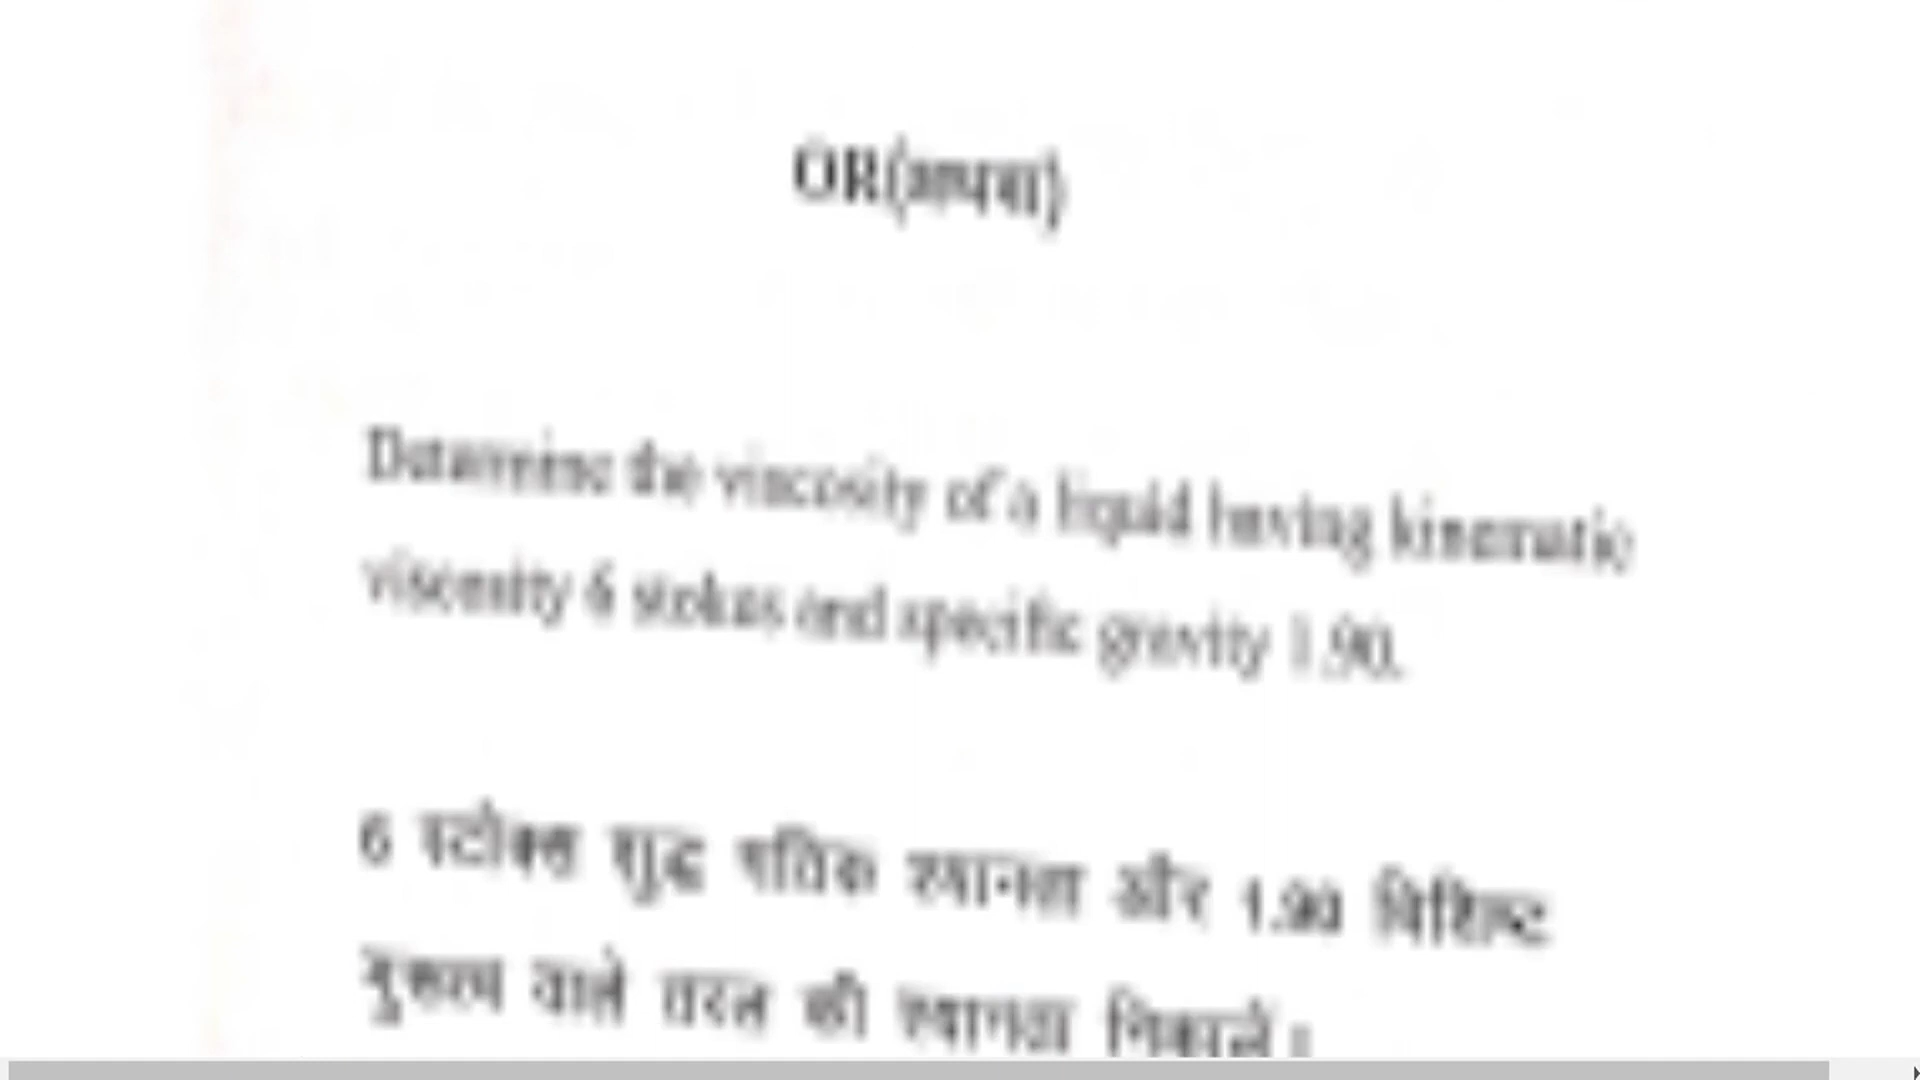 OR(अथवा)
Determine the viscosity of a liquid having kinematic
viscosity 6 stokes and specific gravity 1.90.
6 स्टोक्स शुद्ध गतिक श्यानता और 1.90 विशिष्ट
गुरुत्व वाले तरल की श्यानता निकालें।